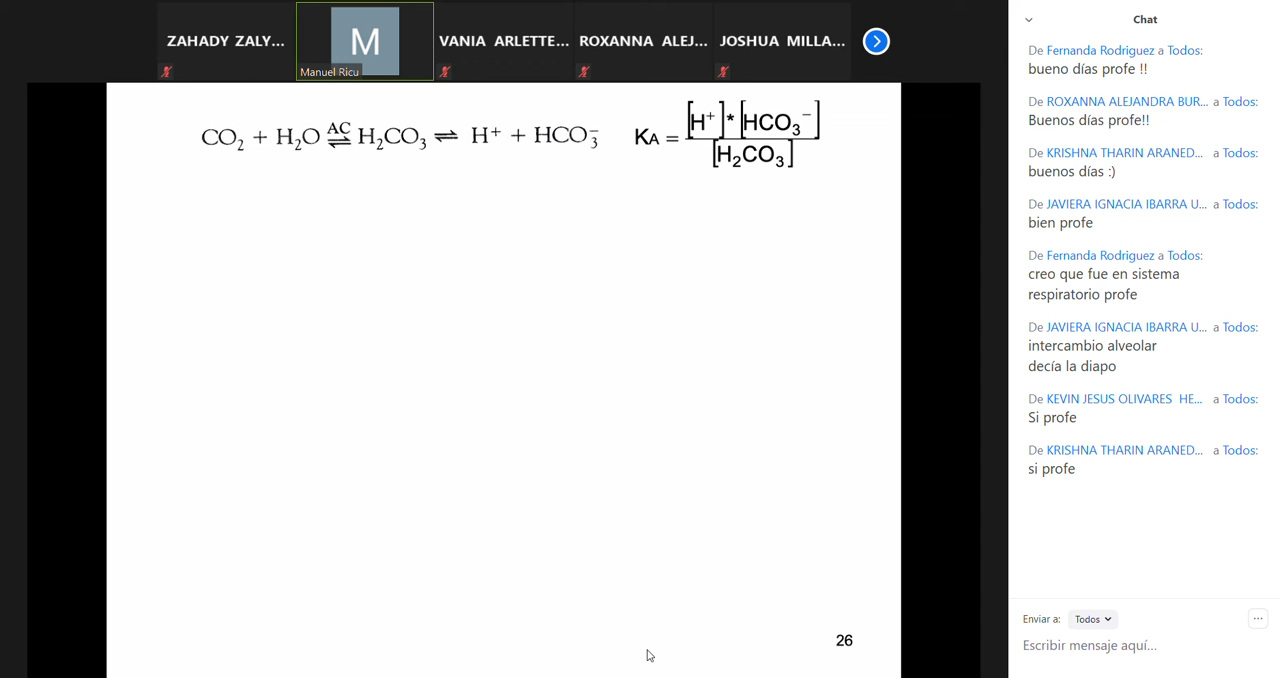 ZAHADY ZALY...
VANIA ARLETTE...
ROXANNA ALEJ...
JOSHUA MILLA...
M
Manuel Ricu
CO₂ + H₂O ⇌ H₂CO₃ ⇌ H⁺ + HCO₃⁻
AC
KA = [H⁺] * [HCO₃⁻]
[H₂CO₃]
26
Chat
De Fernanda Rodriguez a Todos:
bueno días profe !!
De ROXANNA ALEJANDRA BUR... a Todos:
Buenos días profe!!
De KRISHNA THARIN ARANED... a Todos:
buenos días :)
De JAVIERA IGNACIA IBARRA U... a Todos:
bien profe
De Fernanda Rodriguez a Todos:
creo que fue en sistema
respiratorio profe
De JAVIERA IGNACIA IBARRA U... a Todos:
intercambio alveolar
decía la diapo
De KEVIN JESUS OLIVARES HE... a Todos:
Si profe
De KRISHNA THARIN ARANED... a Todos:
si profe
Enviar a: Todos
Escribir mensaje aquí...